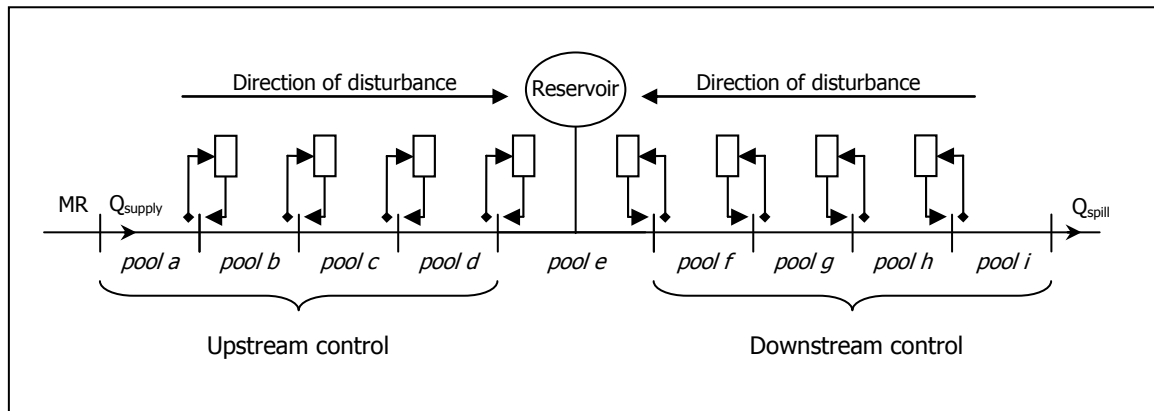 Direction of disturbance
Reservoir
Direction of disturbance
MR
Qsupply
Qspill
pool a
pool b
pool c
pool d
pool e
pool f
pool g
pool h
pool i
Upstream control
Downstream control